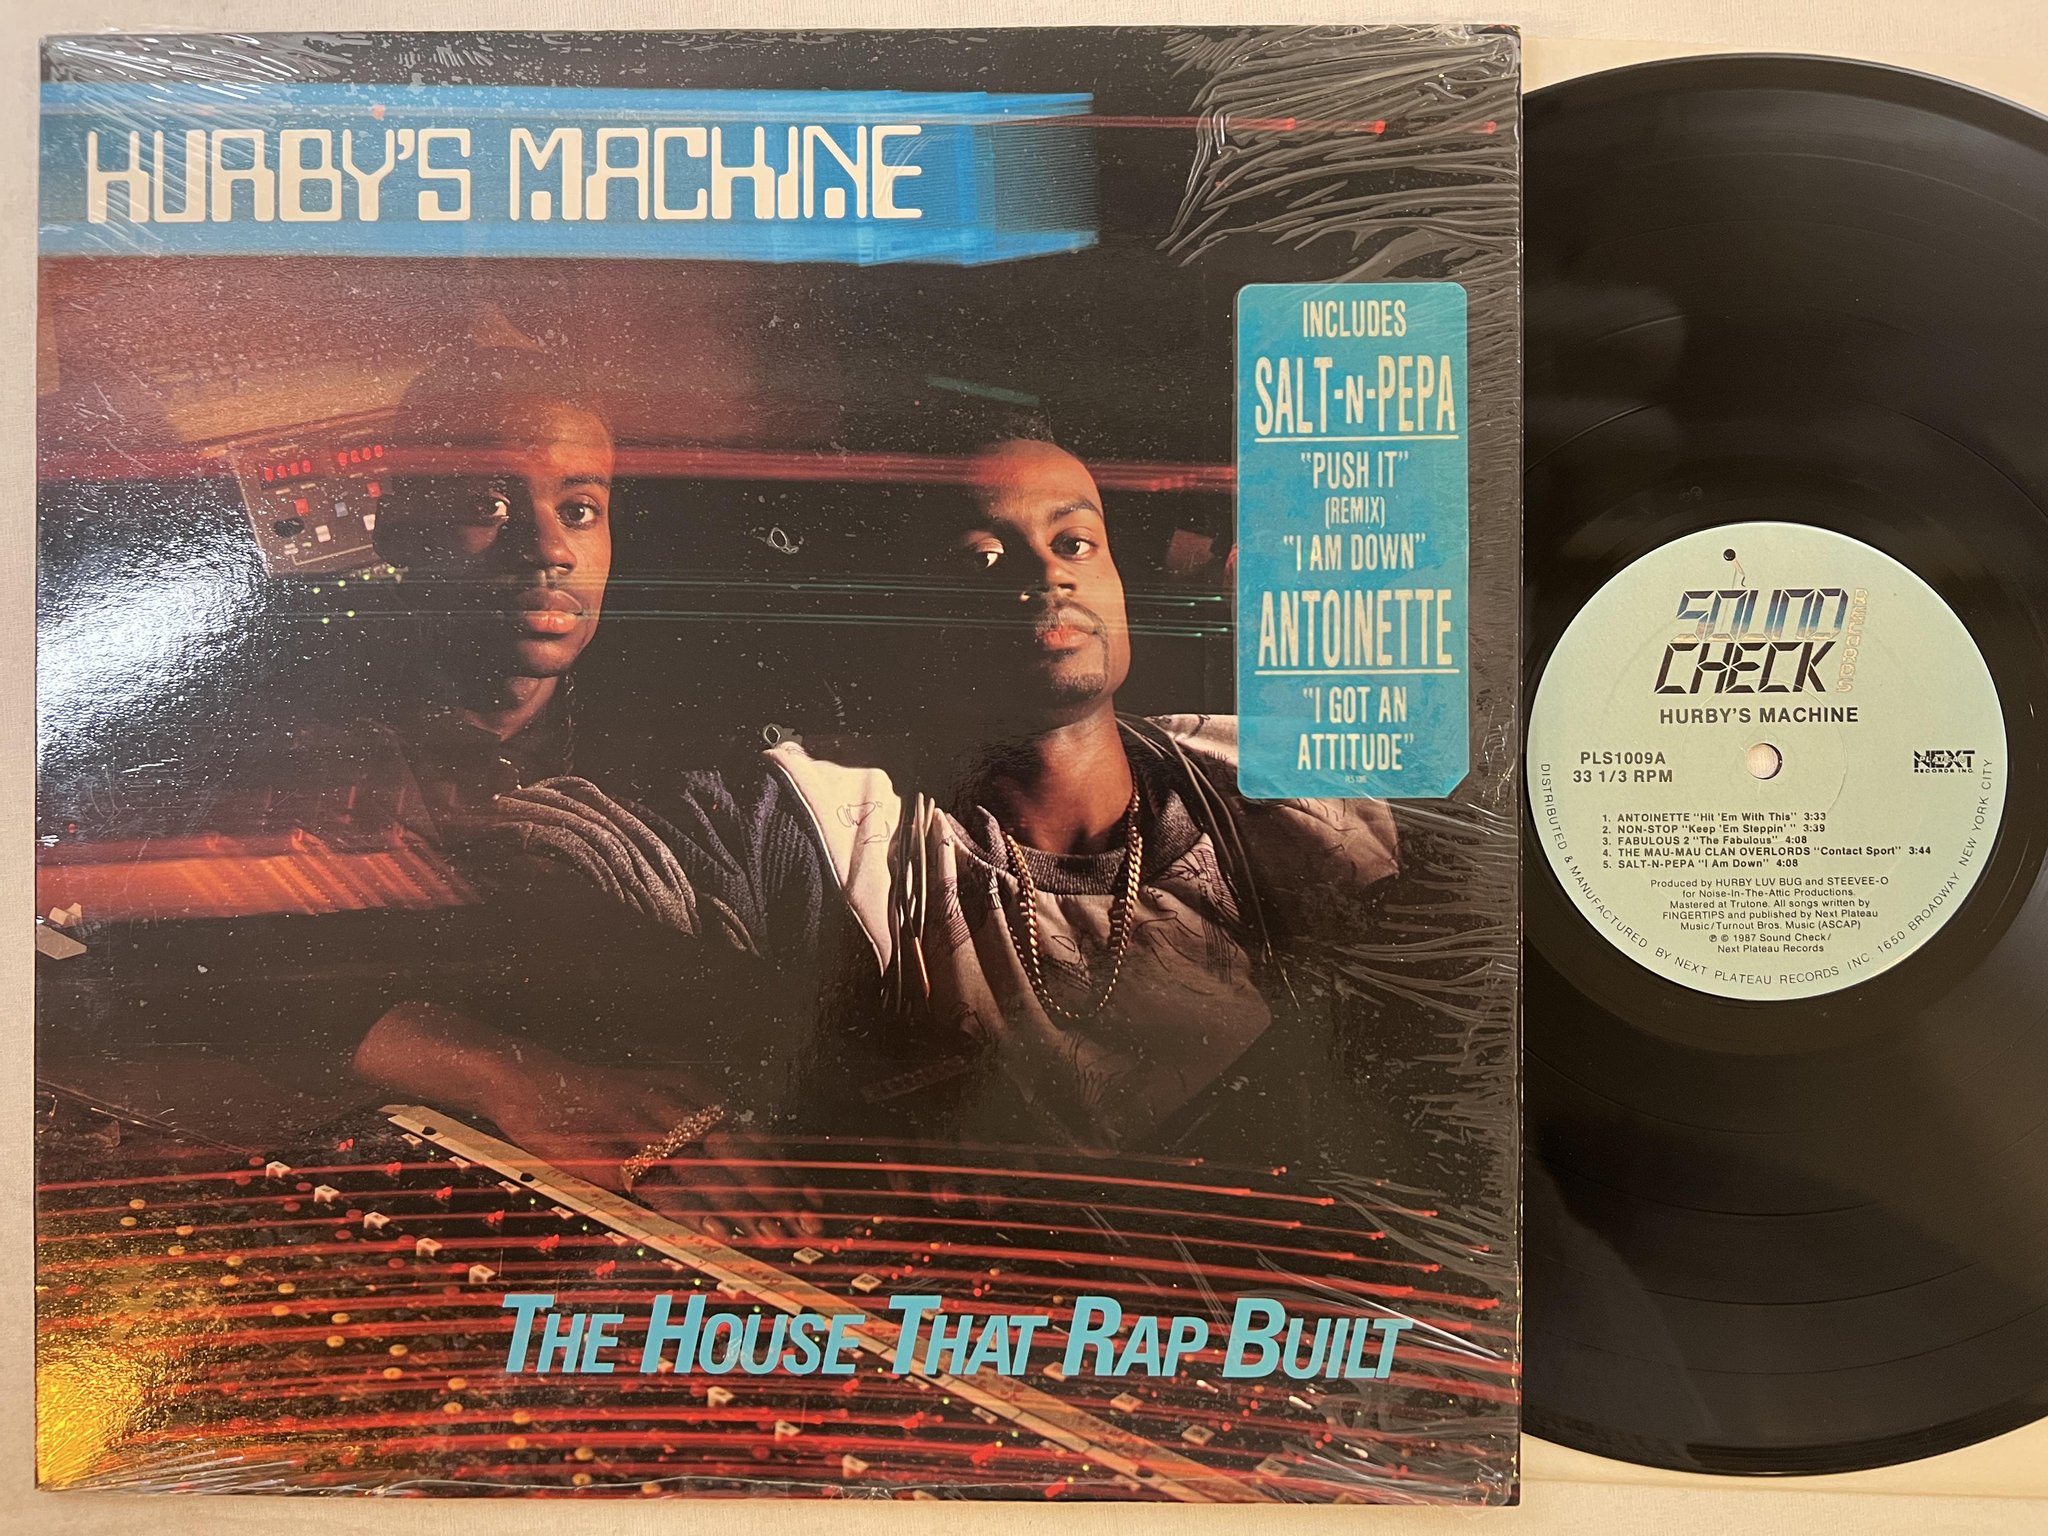 HURBY'S MACHINE
INCLUDES
SALT-N-PEPA
"PUSH IT"
(REMIX)
"I AM DOWN"
ANTOINETTE
"I GOT AN
ATTITUDE"
THE HOUSE THAT RAP BUILT
SOUND
CHECK
RECORDS
HURBY'S MACHINE
PLS1009A
33 1/3 RPM
NEXT
PLATEAU
RECORDS INC.
1. ANTOINETTE "Hit 'Em With This" 3:33
2. NON-STOP "Keep 'Em Steppin' " 3:39
3. FABULOUS 2 "The Fabulous" 4:08
4. THE MAU-MAU CLAN OVERLORDS "Contact Sport" 3:44
5. SALT-N-PEPA "I Am Down" 4:08
Produced by HURBY LUV BUG and STEEVEE-O
for Noise-In-The-Attic Productions.
Mastered at Trutone. All songs written by
FINGERTIPS and published by Next Plateau
Music/Turnout Bros. Music (ASCAP)
℗ © 1987 Sound Check/
Next Plateau Records
DISTRIBUTED & MANUFACTURED BY NEXT PLATEAU RECORDS INC. 1650 BROADWAY NEW YORK CITY